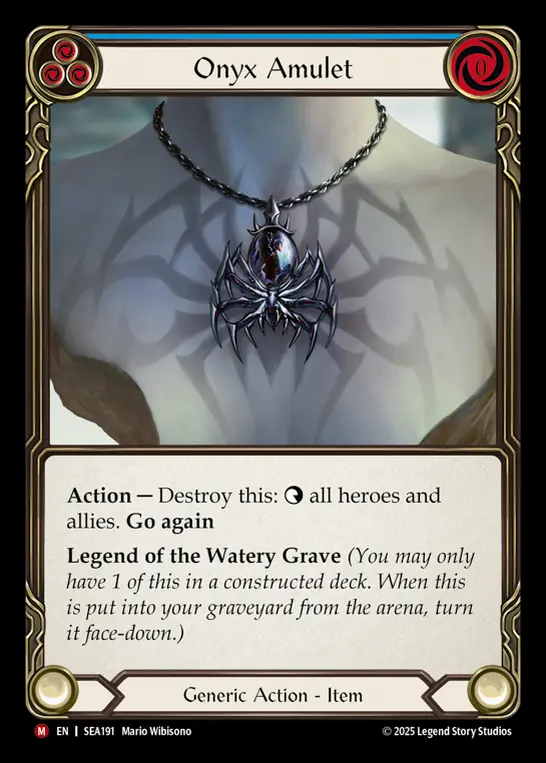 Onyx Amulet
0
Action — Destroy this: all heroes and
allies. Go again
Legend of the Watery Grave (You may only
have 1 of this in a constructed deck. When this
is put into your graveyard from the arena, turn
it face-down.)
Generic Action - Item
M EN | SEA191 Mario Wibisono
© 2025 Legend Story Studios